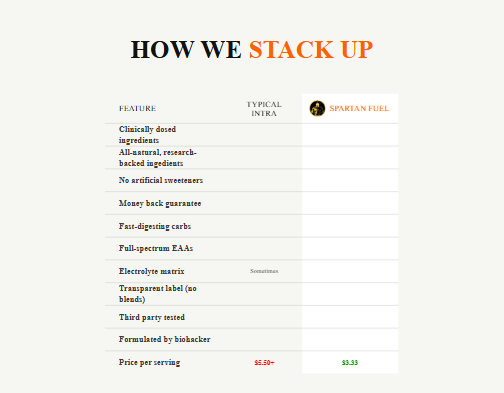 HOW WE STACK UP
FEATURE
TYPICAL
INTRA
SPARTAN FUEL
Clinically dosed
ingredients
All-natural, research-
backed ingedients
No artificial sweeteners
Money back guarantee
Fast-digesting carbs
Full-spectrum EAAs
Electrolyte matrix
Sometimes
Transparent label (no
blends)
Third party tested
Formulated by biohacker
Price per serving
$5.50+
$3.33